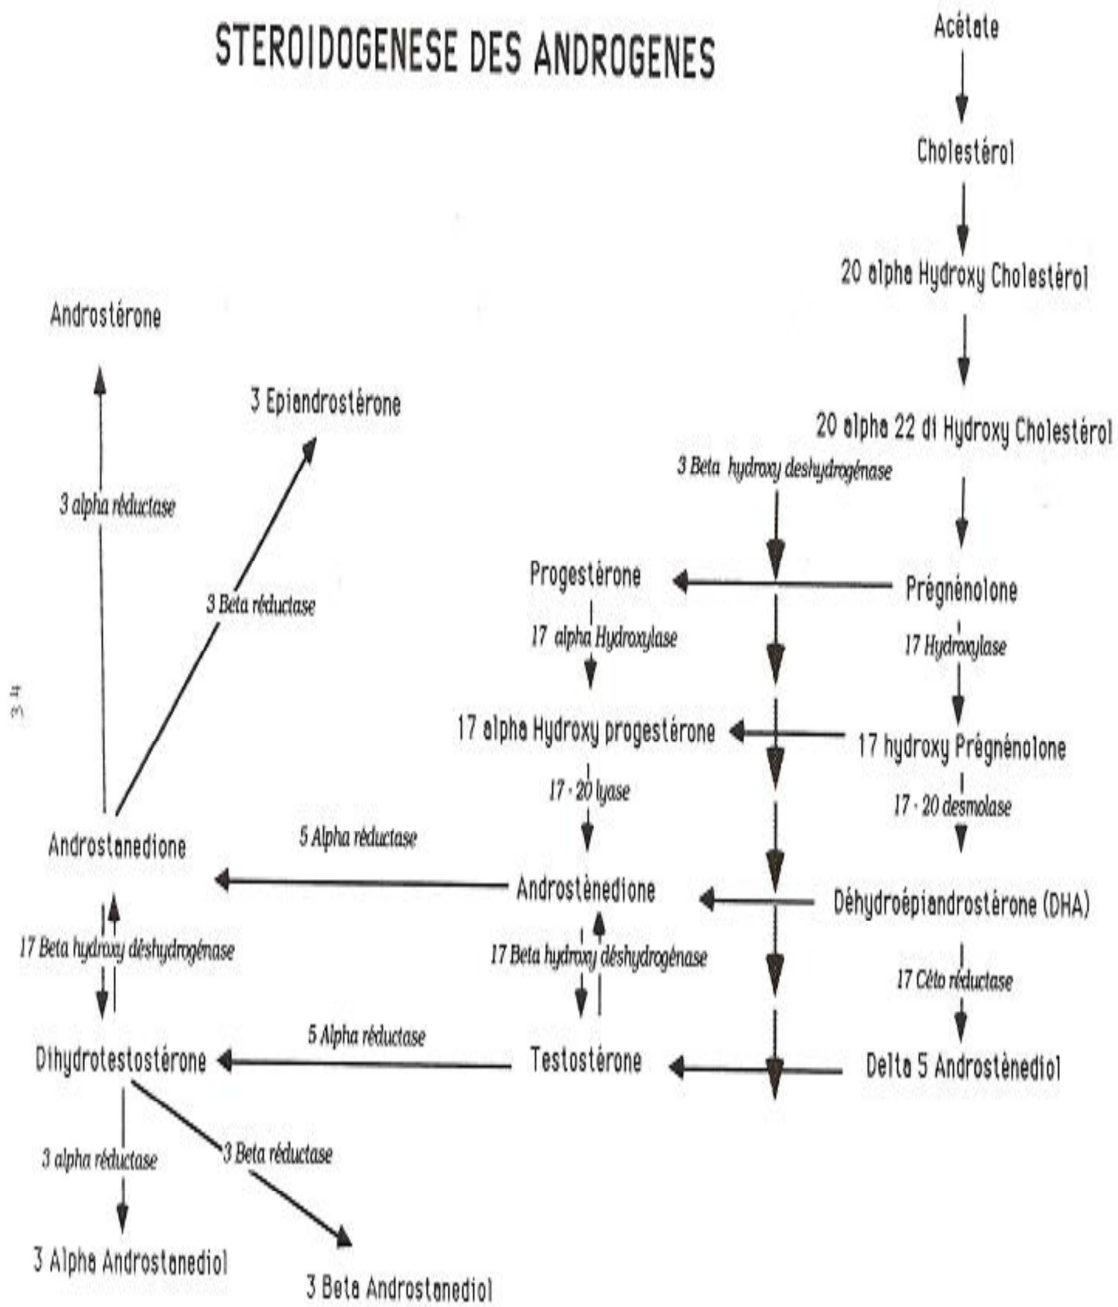 STEROIDOGENESE DES ANDROGENES
Acétate
Cholestérol
20 alpha Hydroxy Cholestérol
Androstérone
3 Epiandrostérone
20 alpha 22 di Hydroxy Cholestérol
3 Beta hydroxy deshydrogénase
3 alpha réductase
Progestérone
Prégnénolone
3 Beta réductase
17 alpha Hydroxylase
17 Hydroxylase
34
17 alpha Hydroxy progestérone
17 hydroxy Prégnénolone
17 - 20 lyase
17 - 20 desmolase
Androstanedione
5 Alpha réductase
Androstènedione
Déhydroépiandrostérone (DHA)
17 Beta hydroxy déshydrogénase
17 Beta hydroxy déshydrogénase
17 Céto réductase
5 Alpha réductase
Dihydrotestostérone
Testostérone
Delta 5 Androstènediol
3 alpha réductase
3 Beta réductase
3 Alpha Androstanediol
3 Beta Androstanediol